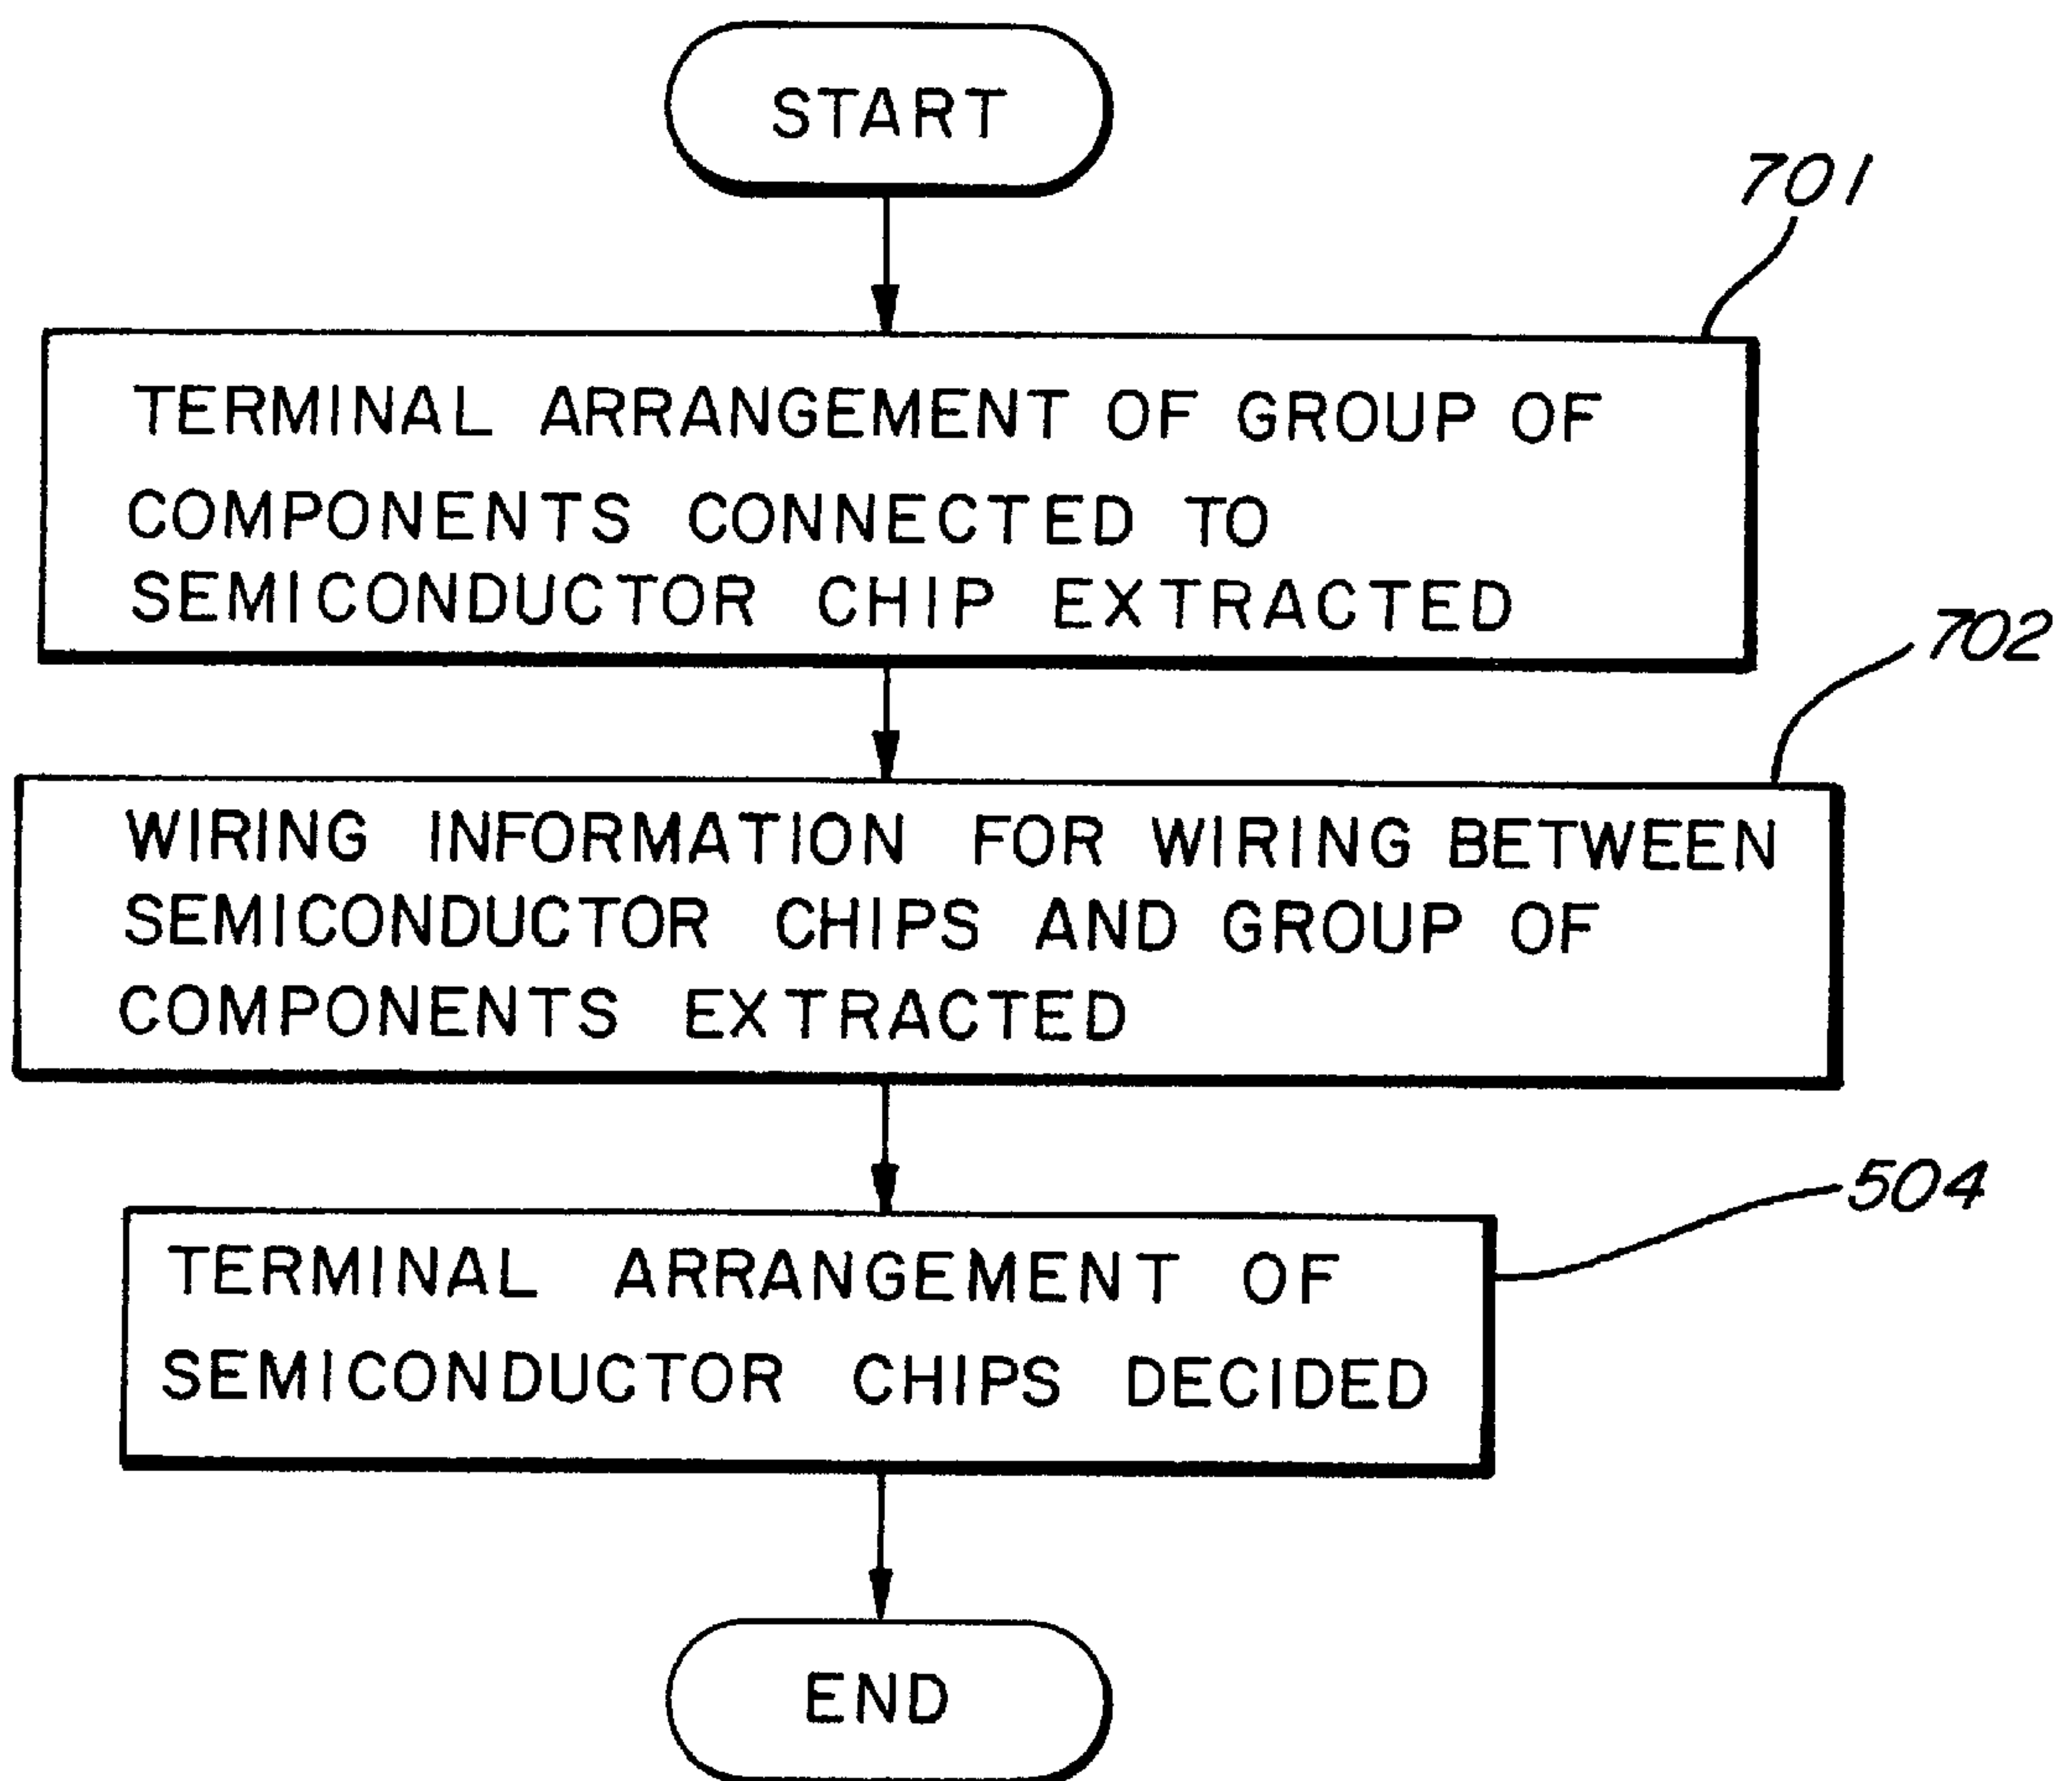 START
701
TERMINAL ARRANGEMENT OF GROUP OF
COMPONENTS CONNECTED TO
SEMICONDUCTOR CHIP EXTRACTED
702
WIRING INFORMATION FOR WIRING BETWEEN
SEMICONDUCTOR CHIPS AND GROUP OF
COMPONENTS EXTRACTED
504
TERMINAL ARRANGEMENT OF
SEMICONDUCTOR CHIPS DECIDED
END